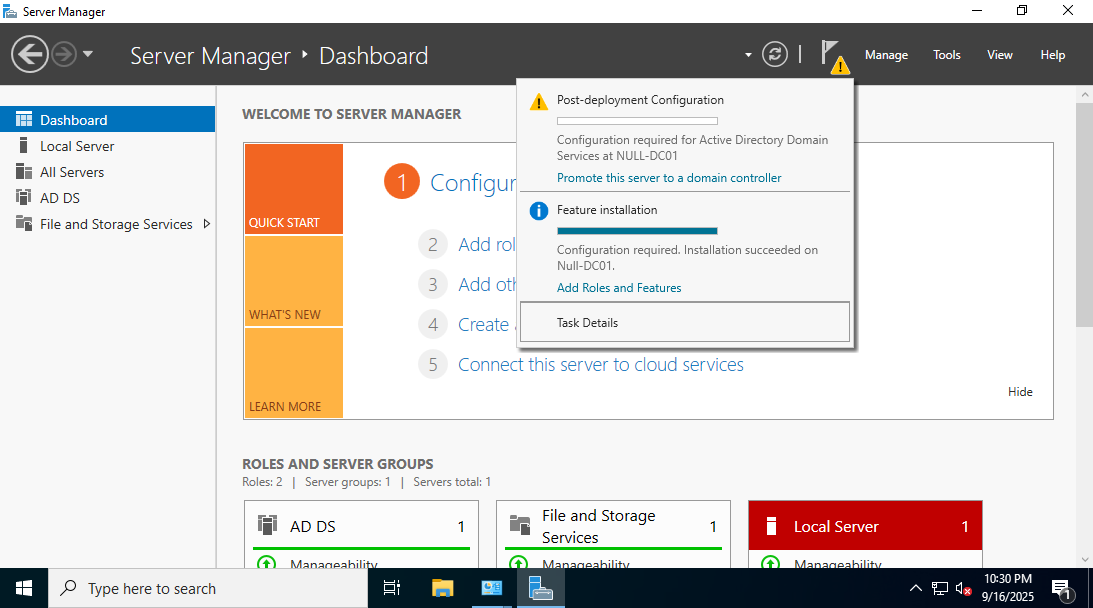 Server Manager
Server Manager ‣ Dashboard
Manage
Tools
View
Help
Dashboard
Local Server
All Servers
AD DS
File and Storage Services
WELCOME TO SERVER MANAGER
QUICK START
WHAT'S NEW
LEARN MORE
1 Configur
2 Add rol
3 Add oth
4 Create a
5 Connect this server to cloud services
Hide
Post-deployment Configuration
Configuration required for Active Directory Domain
Services at NULL-DC01
Promote this server to a domain controller
Feature installation
Configuration required. Installation succeeded on
Null-DC01.
Add Roles and Features
Task Details
ROLES AND SERVER GROUPS
Roles: 2 | Server groups: 1 | Servers total: 1
AD DS 1
Manageability
File and Storage
Services 1
Manageability
Local Server 1
Manageability
Type here to search
10:30 PM
9/16/2025
1